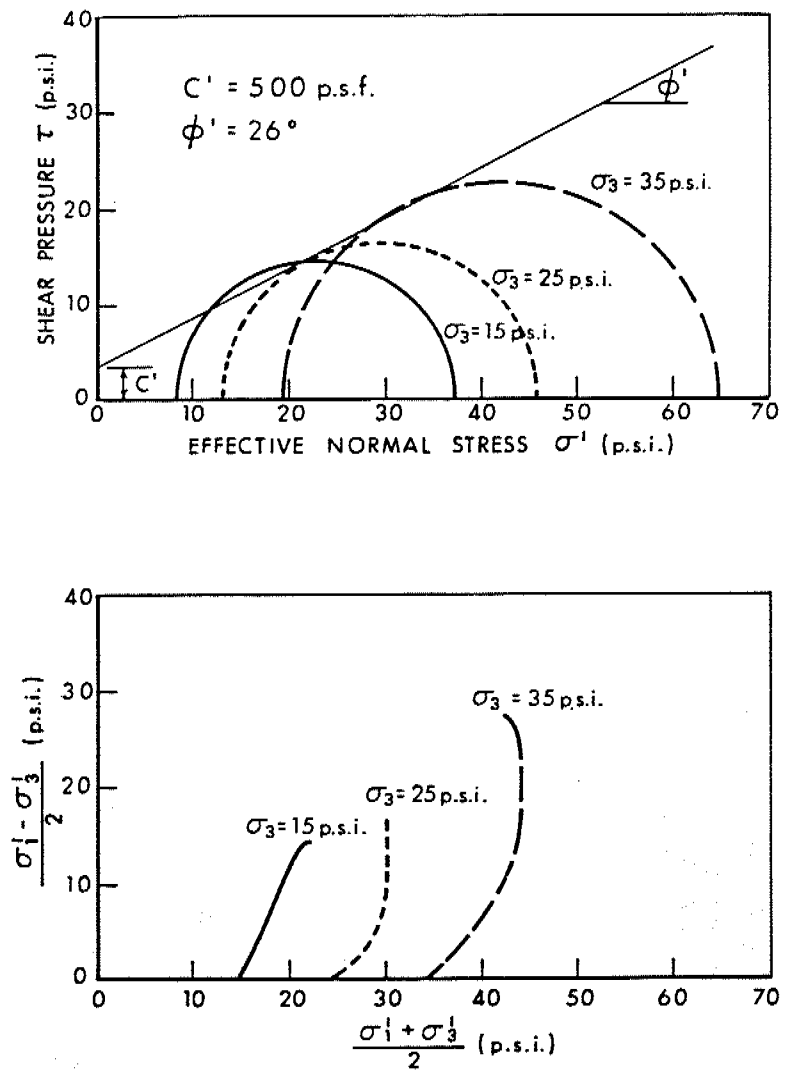 40
30
20
10
0
SHEAR PRESSURE τ (p.s.i.)
C' = 500 p.s.f.
ϕ' = 26°
ϕ'
σ3 = 35 p.s.i.
σ3 = 25 p.s.i.
σ3 = 15 p.s.i.
C'
0 10 20 30 40 50 60 70
EFFECTIVE NORMAL STRESS σ' (p.s.i.)
40
30
20
10
0
σ'1 - σ'3 / 2 (p.s.i.)
σ3 = 35 p.s.i.
σ3 = 25 p.s.i.
σ3 = 15 p.s.i.
0 10 20 30 40 50 60 70
σ'1 + σ'3 / 2 (p.s.i.)